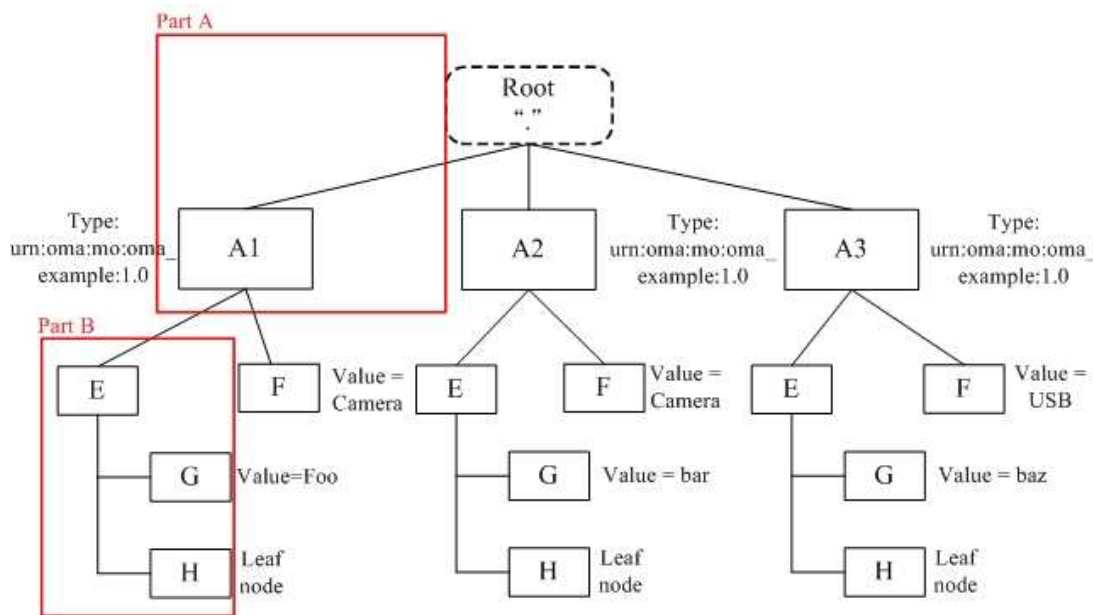 Part A
Root
“.”
Type:
urn:oma:mo:oma_
example:1.0
A1
A2
Type:
urn:oma:mo:oma_
example:1.0
A3
Type:
urn:oma:mo:oma_
example:1.0
Part B
E
F
Value =
Camera
E
F
Value =
Camera
E
F
Value =
USB
G
Value=Foo
G
Value = bar
G
Value = baz
H
Leaf
node
H
Leaf
node
H
Leaf
node